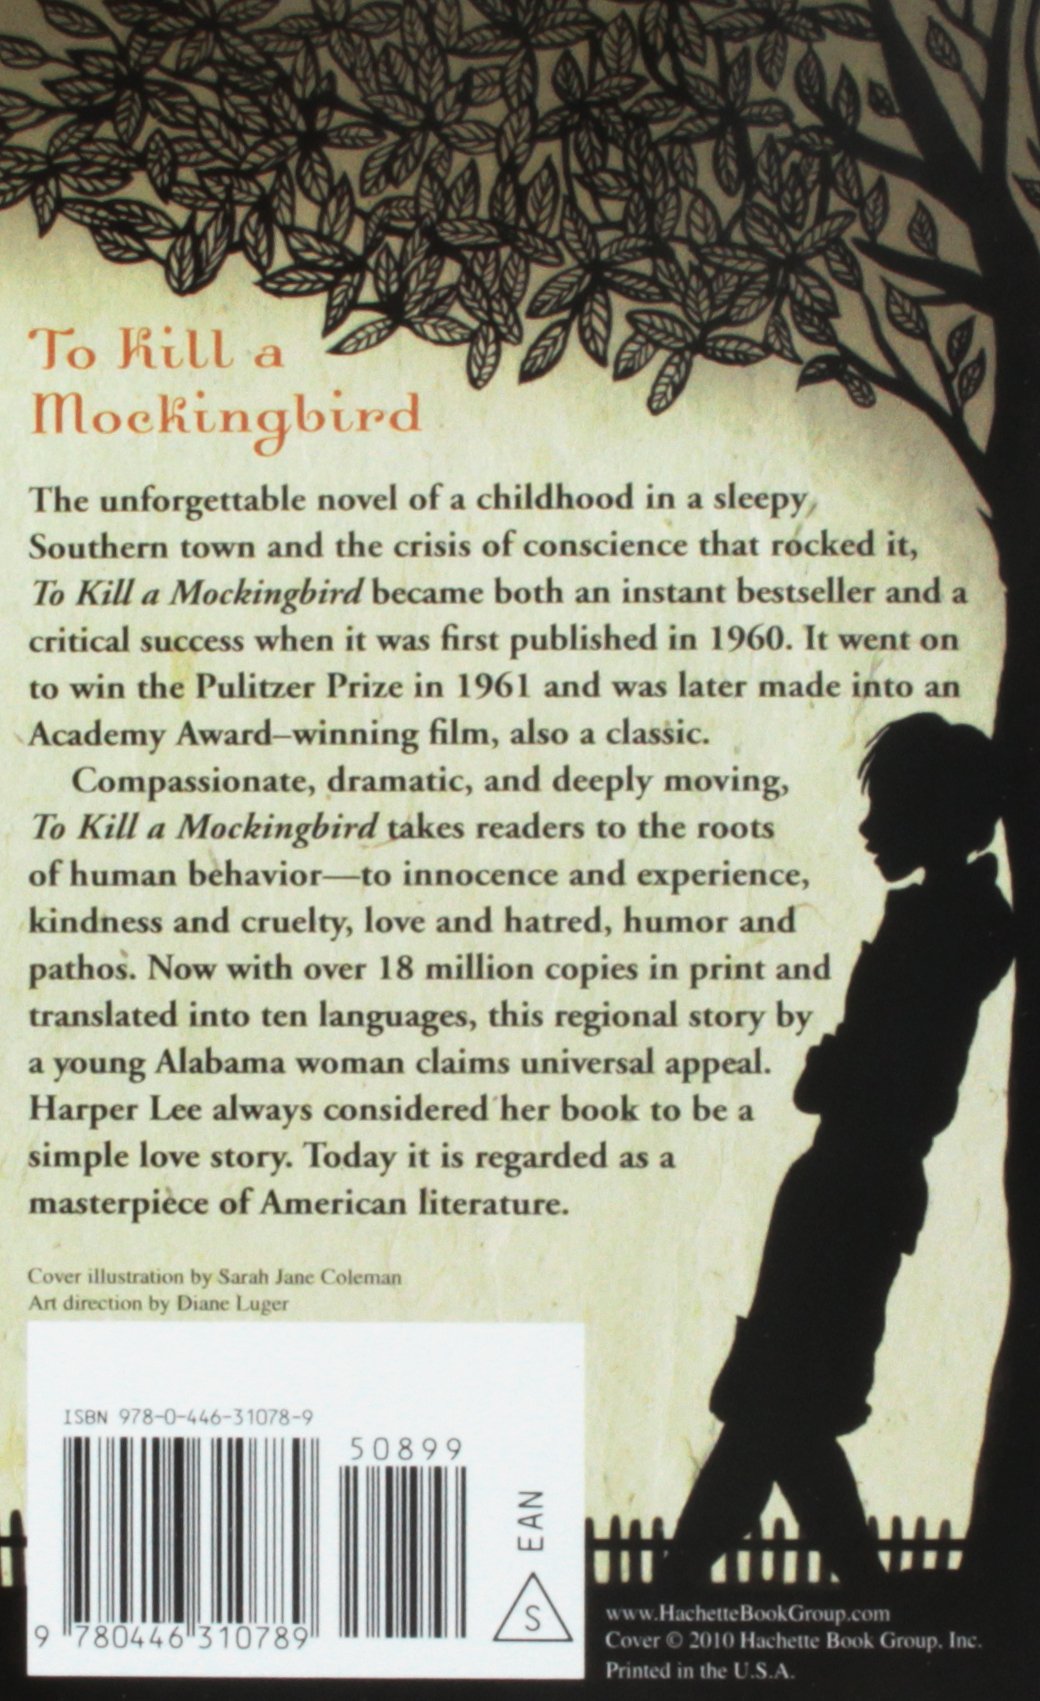 To Kill a
Mockingbird
The unforgettable novel of a childhood in a sleepy,
Southern town and the crisis of conscience that rocked it,
To Kill a Mockingbird became both an instant bestseller and a
critical success when it was first published in 1960. It went on
to win the Pulitzer Prize in 1961 and was later made into an
Academy Award–winning film, also a classic.
Compassionate, dramatic, and deeply moving,
To Kill a Mockingbird takes readers to the roots
of human behavior—to innocence and experience,
kindness and cruelty, love and hatred, humor and
pathos. Now with over 18 million copies in print and
translated into ten languages, this regional story by
a young Alabama woman claims universal appeal.
Harper Lee always considered her book to be a
simple love story. Today it is regarded as a
masterpiece of American literature.
Cover illustration by Sarah Jane Coleman
Art direction by Diane Luger
ISBN 978-0-446-31078-9
50899
9 780446 310789
EAN
S
www.HachetteBookGroup.com
Cover © 2010 Hachette Book Group, Inc.
Printed in the U.S.A.